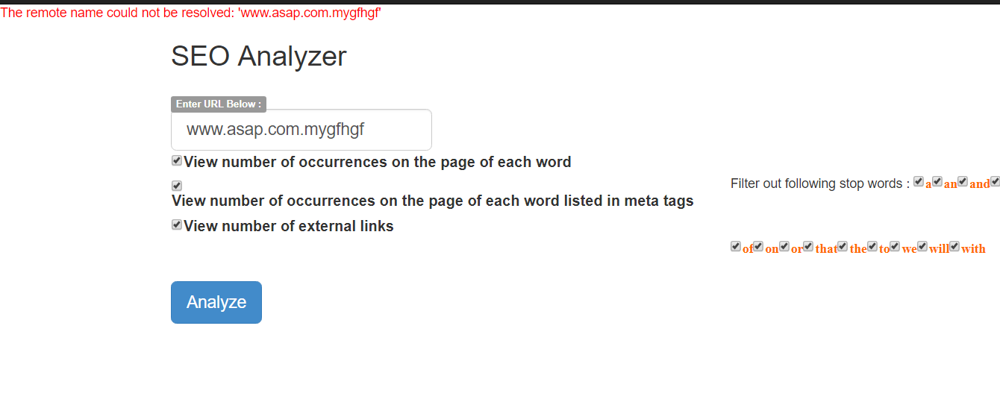 The remote name could not be resolved: 'www.asap.com.mygfhgf'
SEO Analyzer
Enter URL Below :
www.asap.com.mygfhgf
View number of occurrences on the page of each word
Filter out following stop words : a an and
View number of occurrences on the page of each word listed in meta tags
View number of external links
of on or that the to we will with
Analyze